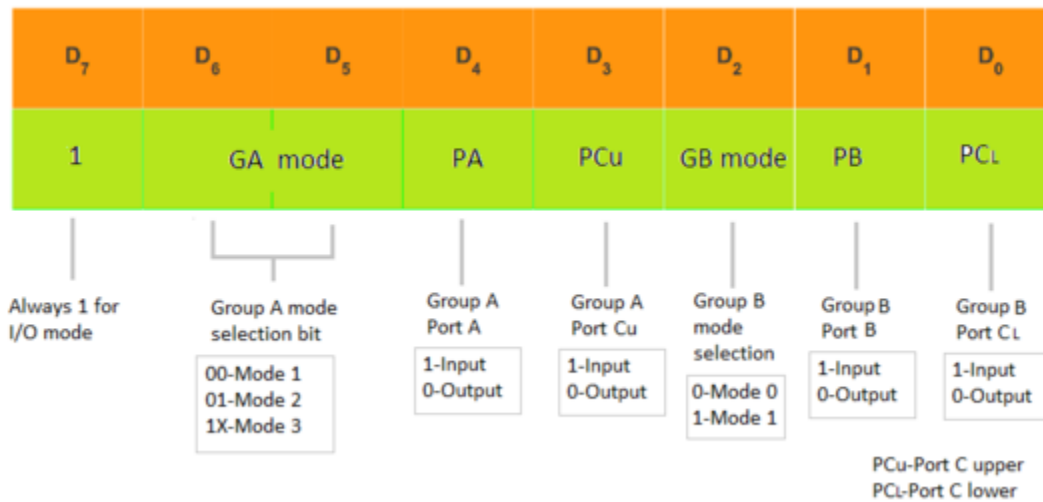 D7 D6 D5 D4 D3 D2 D1 D0
1 GA mode PA PCu GB mode PB PCL
Always 1 for
I/O mode
Group A mode
selection bit
00-Mode 1
01-Mode 2
1X-Mode 3
Group A
Port A
1-Input
0-Output
Group A
Port Cu
1-Input
0-Output
Group B
mode
selection
0-Mode 0
1-Mode 1
Group B
Port B
1-Input
0-Output
Group B
Port CL
1-Input
0-Output
PCu-Port C upper
PCL-Port C lower